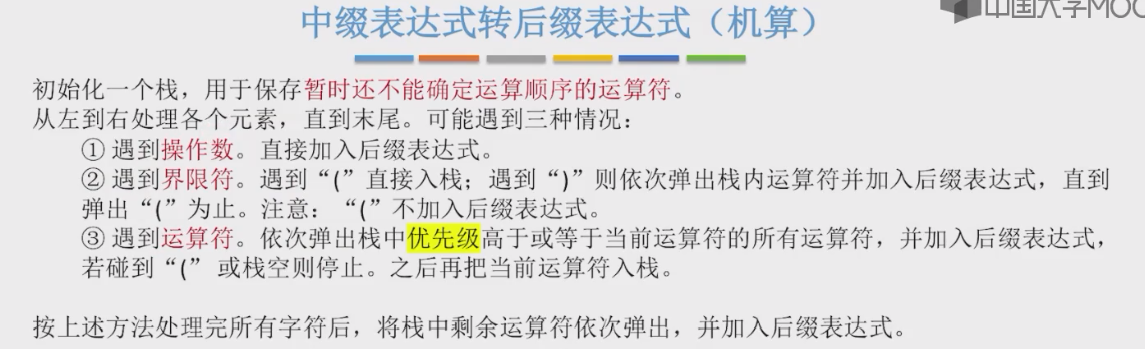 中缀表达式转后缀表达式（机算）
中国大学MOO
初始化一个栈，用于保存暂时还不能确定运算顺序的运算符。
从左到右处理各个元素，直到末尾。可能遇到三种情况：
① 遇到操作数。直接加入后缀表达式。
② 遇到界限符。遇到“(”直接入栈；遇到“)”则依次弹出栈内运算符并加入后缀表达式，直到
弹出“(”为止。注意：“(”不加入后缀表达式。
③ 遇到运算符。依次弹出栈中优先级高于或等于当前运算符的所有运算符，并加入后缀表达式，
若碰到“(” 或栈空则停止。之后再把当前运算符入栈。
按上述方法处理完所有字符后，将栈中剩余运算符依次弹出，并加入后缀表达式。